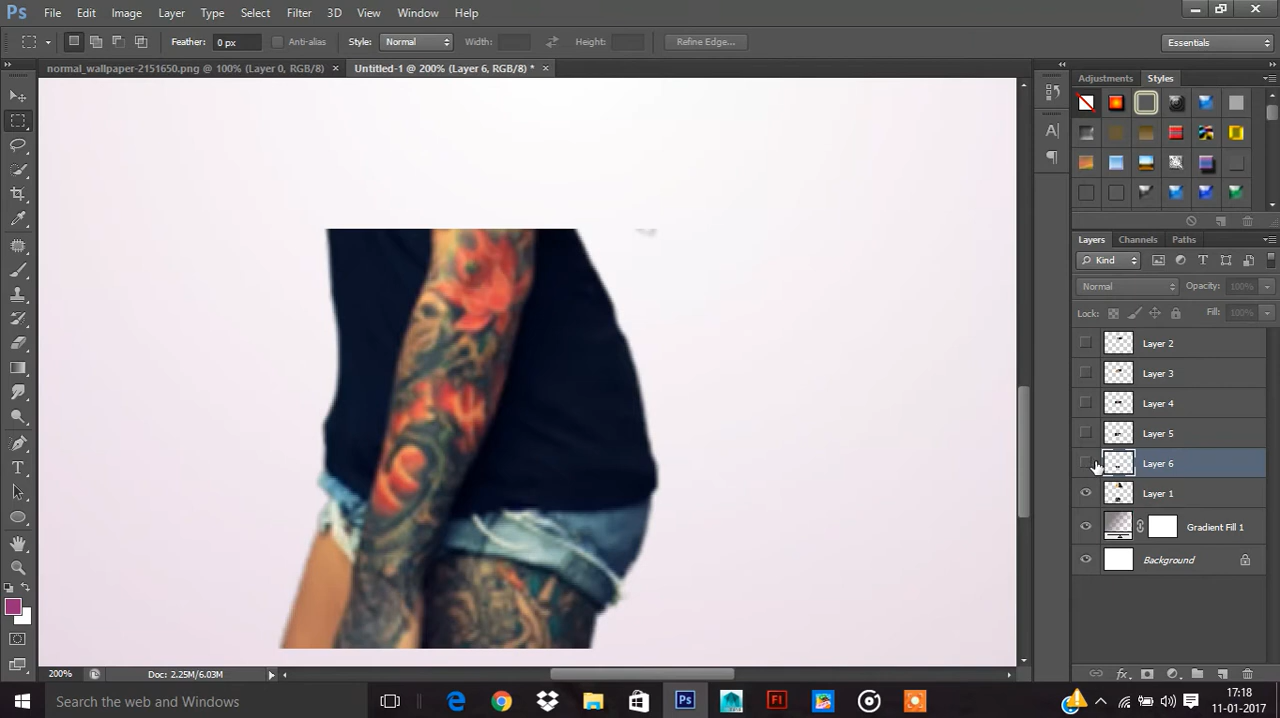 Ps File Edit Image Layer Type Select Filter 3D View Window Help
Feather: 0 px Anti-alias Style: Normal Width: Height: Refine Edge... Essentials
normal_wallpaper-2151650.png @ 100% (Layer 0, RGB/8) × Untitled-1 @ 200% (Layer 6, RGB/8) * ×
Adjustments Styles
Layers Channels Paths
Kind
Normal Opacity: 100%
Lock: Fill: 100%
Layer 2
Layer 3
Layer 4
Layer 5
Layer 6
Layer 1
Gradient Fill 1
Background
200% Doc: 2.25M/6.03M
Search the web and Windows
17:18
11-01-2017